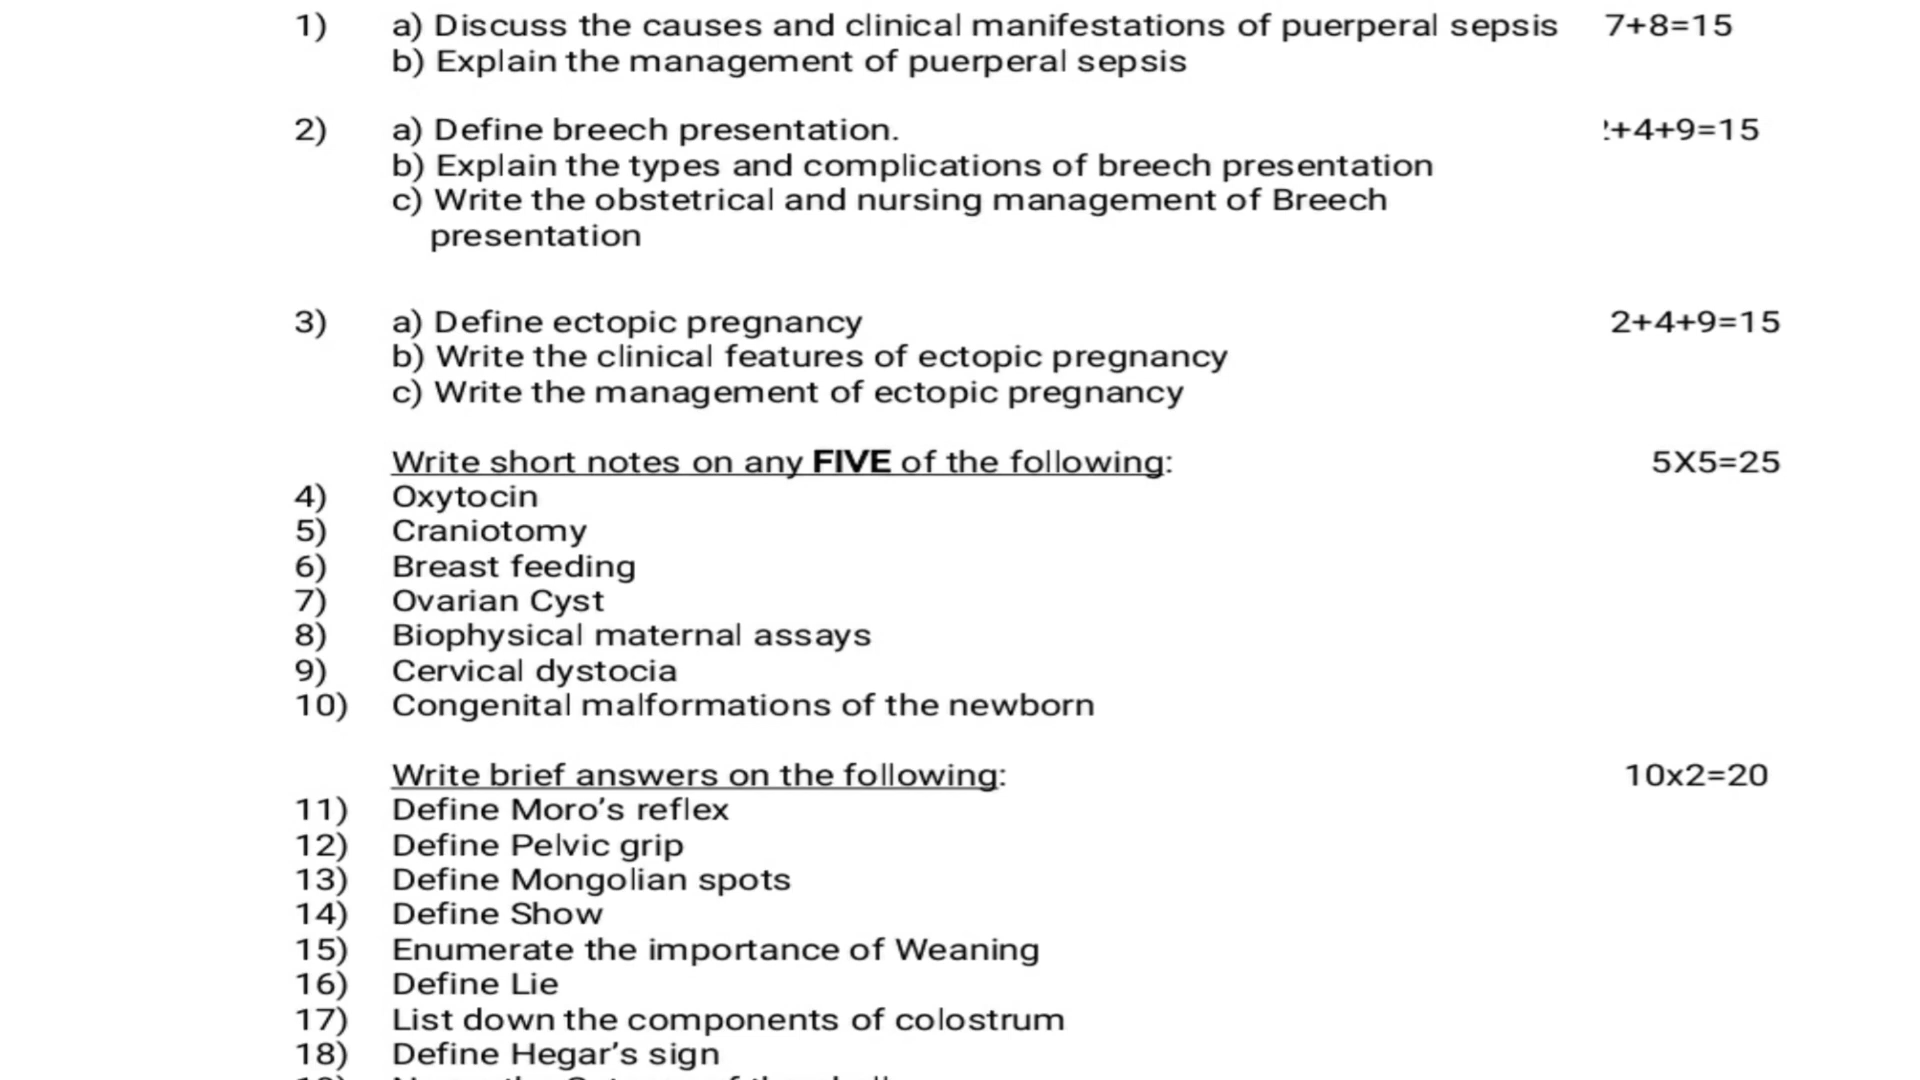 1) a) Discuss the causes and clinical manifestations of puerperal sepsis 7+8=15
b) Explain the management of puerperal sepsis
2) a) Define breech presentation. +4+9=15
b) Explain the types and complications of breech presentation
c) Write the obstetrical and nursing management of Breech
presentation
3) a) Define ectopic pregnancy 2+4+9=15
b) Write the clinical features of ectopic pregnancy
c) Write the management of ectopic pregnancy
Write short notes on any FIVE of the following: 5X5=25
4) Oxytocin
5) Craniotomy
6) Breast feeding
7) Ovarian Cyst
8) Biophysical maternal assays
9) Cervical dystocia
10) Congenital malformations of the newborn
Write brief answers on the following: 10x2=20
11) Define Moro’s reflex
12) Define Pelvic grip
13) Define Mongolian spots
14) Define Show
15) Enumerate the importance of Weaning
16) Define Lie
17) List down the components of colostrum
18) Define Hegar’s sign